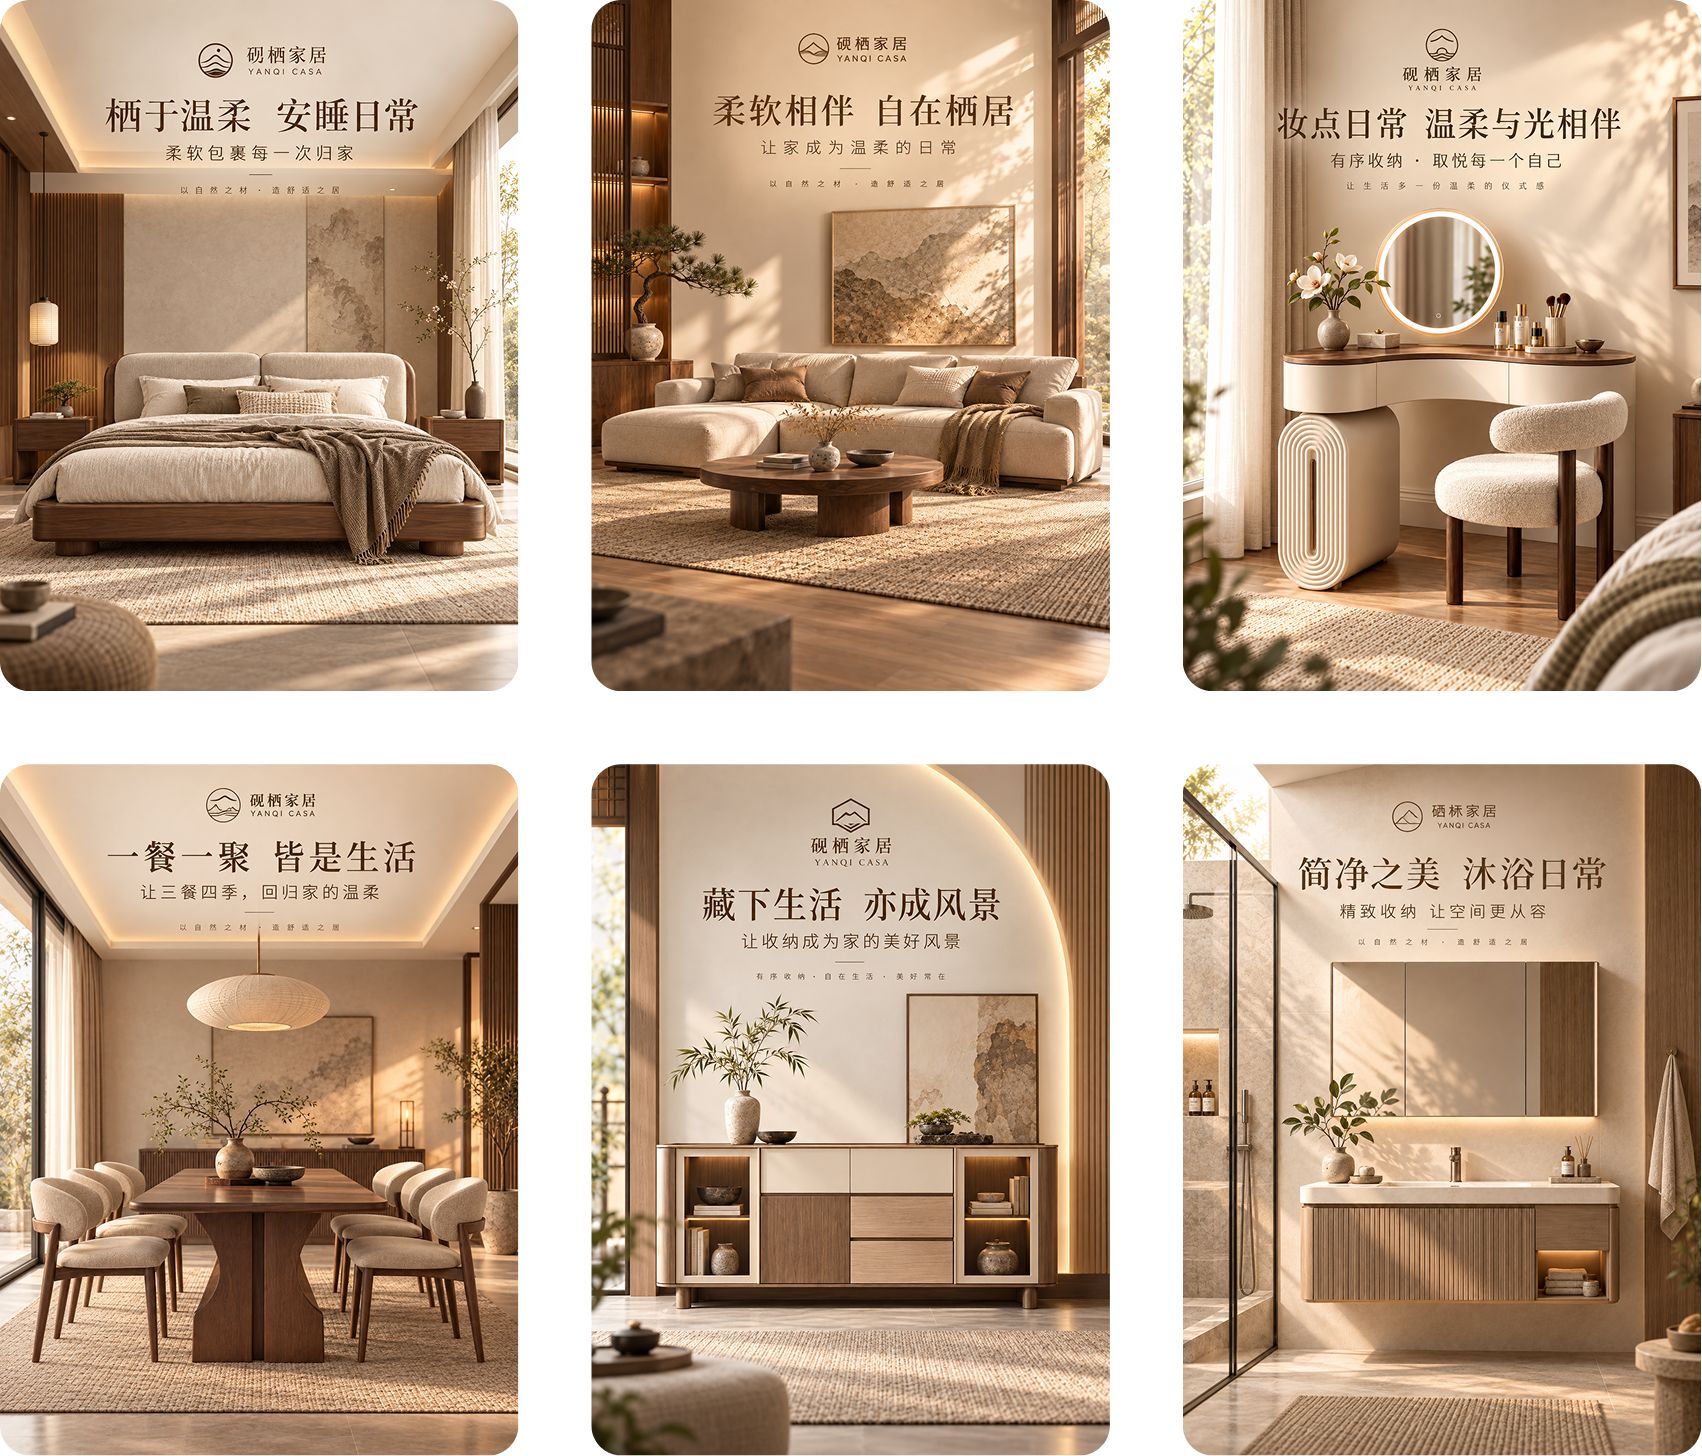 砚栖家居
YANQI CASA
栖于温柔 安睡日常
柔软包裹每一次归家
以自然之材·造舒适之居
砚栖家居
YANQI CASA
柔软相伴 自在栖居
让家成为温柔的日常
以自然之材·造舒适之居
砚栖家居
YANQI CASA
妆点日常 温柔与光相伴
有序收纳·取悦每一个自己
让生活多一份温柔的仪式感
砚栖家居
YANQI CASA
一餐一聚 皆是生活
让三餐四季，回归家的温柔
以自然之材·造舒适之居
砚栖家居
YANQI CASA
藏下生活 亦成风景
让收纳成为家的美好风景
有序收纳·自在生活·美好常在
家居
YANQI CASA
简净之美 沐浴日常
精致收纳 让空间更从容
以自然之材·造舒适之居